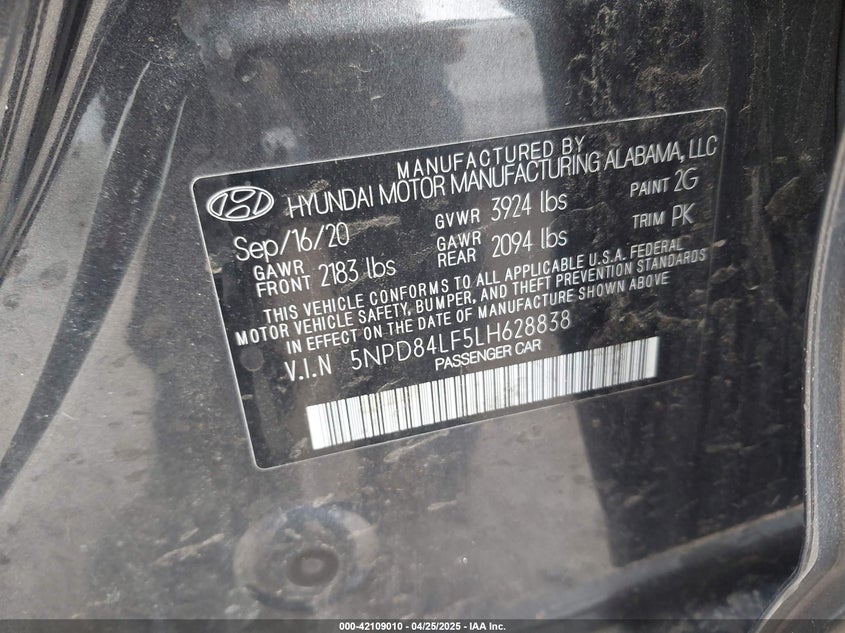 MANUFACTURED BY
HYUNDAI MOTOR MANUFACTURING ALABAMA, LLC
Sep/16/20 GVWR 3924 lbs PAINT 2G
GAWR FRONT 2183 lbs GAWR REAR 2094 lbs TRIM PK
THIS VEHICLE CONFORMS TO ALL APPLICABLE U.S.A. FEDERAL
MOTOR VEHICLE SAFETY, BUMPER, AND THEFT PREVENTION STANDARDS
IN EFFECT ON THE DATE OF MANUFACTURE SHOWN ABOVE
V.I.N 5NPD84LF5LH628838
PASSENGER CAR
000-42109010 - 04/25/2025 - IAA Inc.